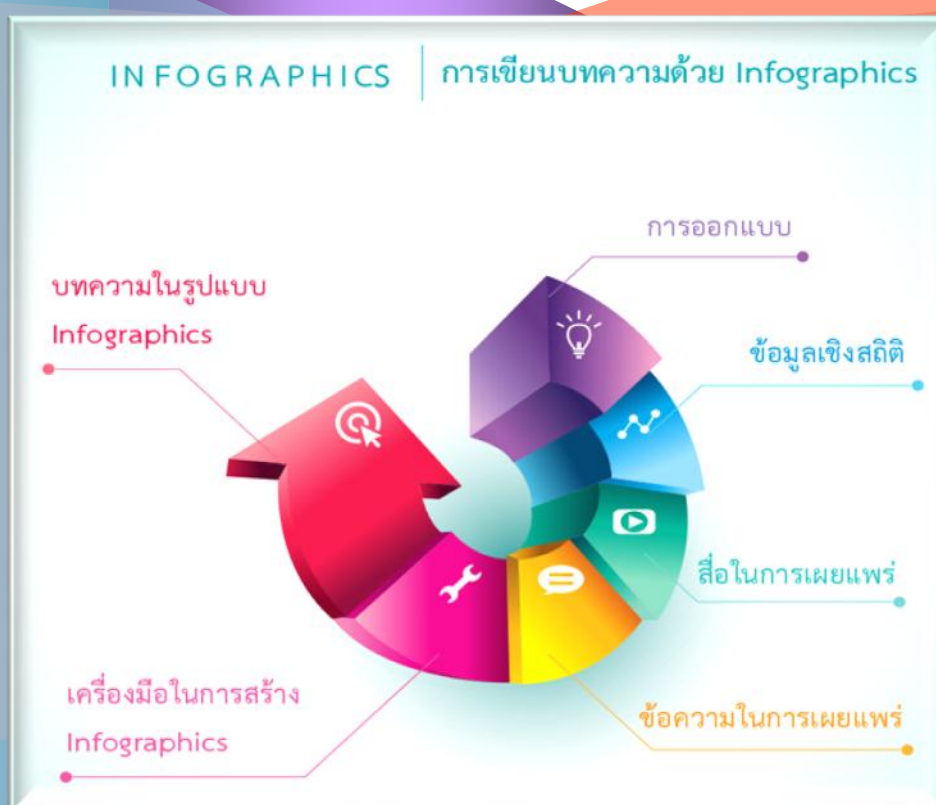 INFOGRAPHICS
การเขียนบทความด้วย Infographics
การออกแบบ
บทความในรูปแบบ
Infographics
ข้อมูลเชิงสถิติ
สื่อในการเผยแพร่
เครื่องมือในการสร้าง
Infographics
ข้อความในการเผยแพร่